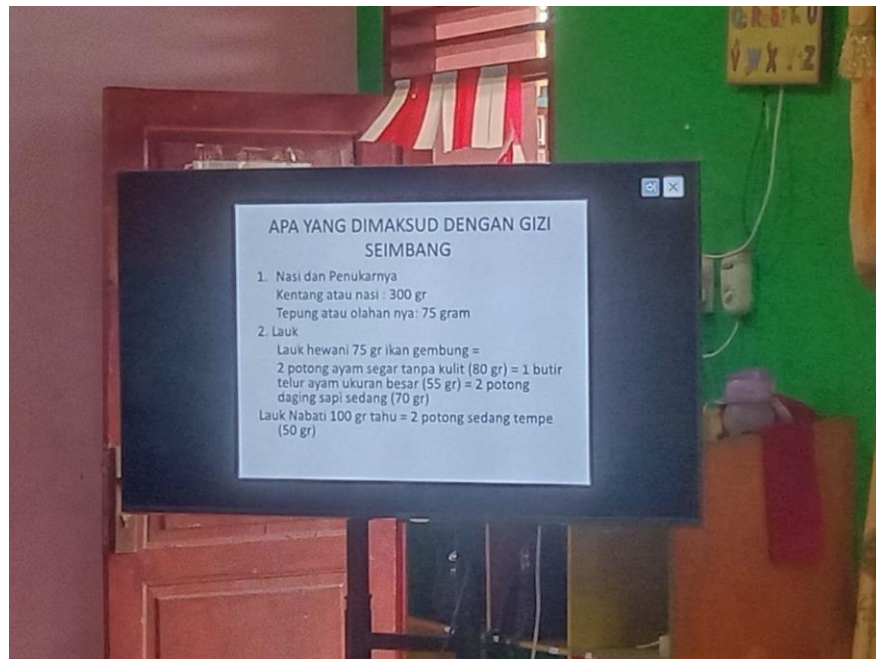 APA YANG DIMAKSUD DENGAN GIZI
SEIMBANG
1. Nasi dan Penukarnya
Kentang atau nasi : 300 gr
Tepung atau olahan nya: 75 gram
2. Lauk
Lauk hewani 75 gr ikan gembung =
2 potong ayam segar tanpa kulit (80 gr) = 1 butir
telur ayam ukuran besar (55 gr) = 2 potong
daging sapi sedang (70 gr)
Lauk Nabati 100 gr tahu = 2 potong sedang tempe
(50 gr)